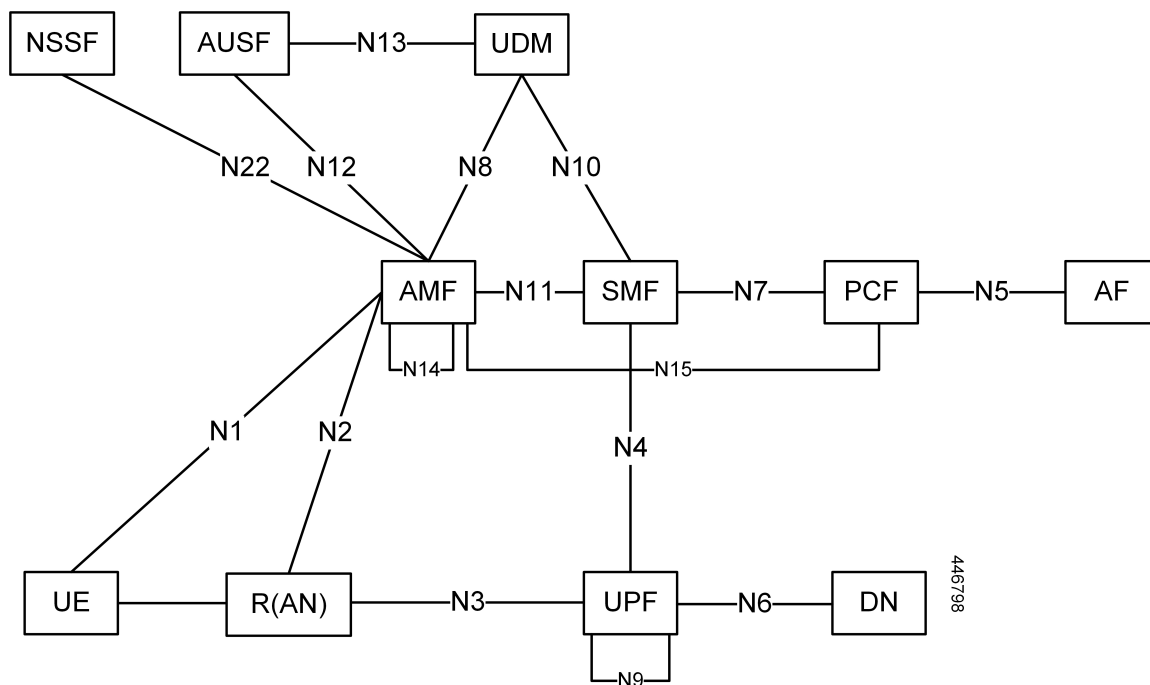 NSSF
AUSF
N13
UDM
N22
N12
N8
N10
AMF
N11
SMF
N7
PCF
N5
AF
N14
N15
N1
N2
N4
UE
R(AN)
N3
UPF
N6
DN
N9
446798